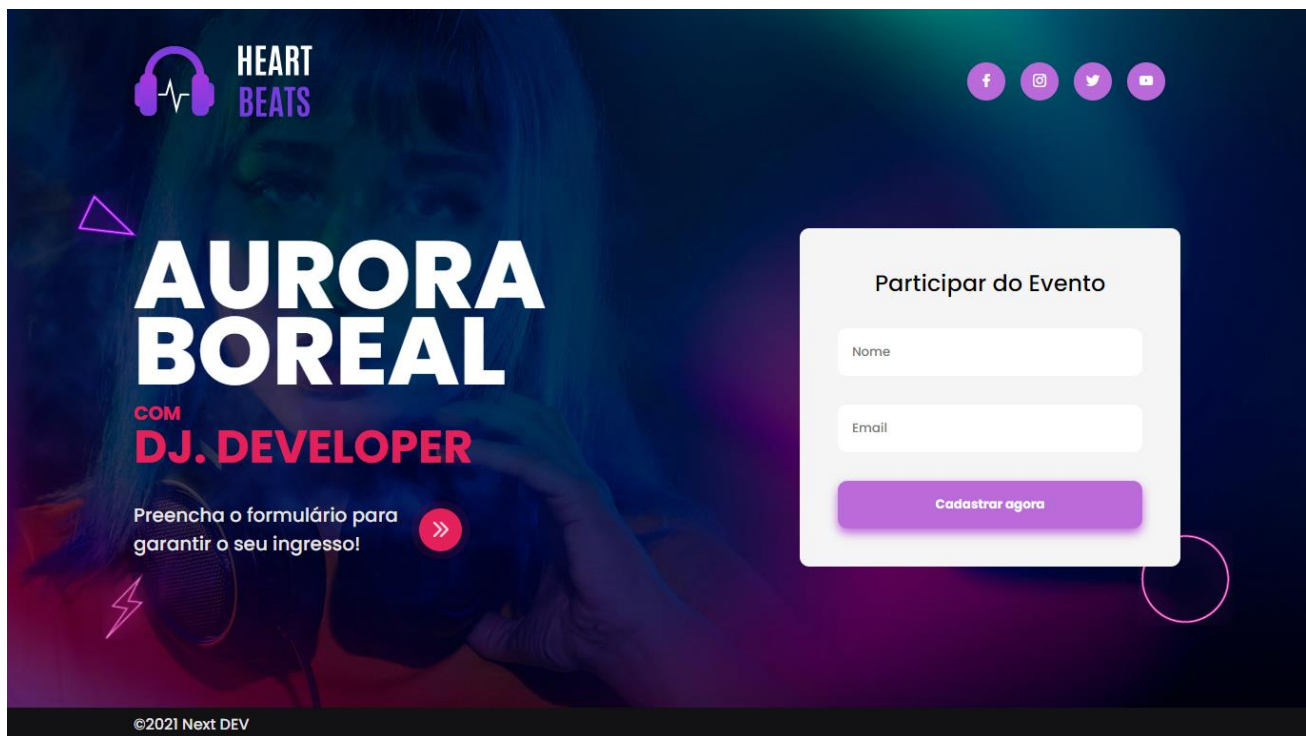 HEART
BEATS
AURORA
BOREAL
COM
DJ. DEVELOPER
Preencha o formulário para
garantir o seu ingresso!
Participar do Evento
Nome
Email
Cadastrar agora
©2021 Next DEV